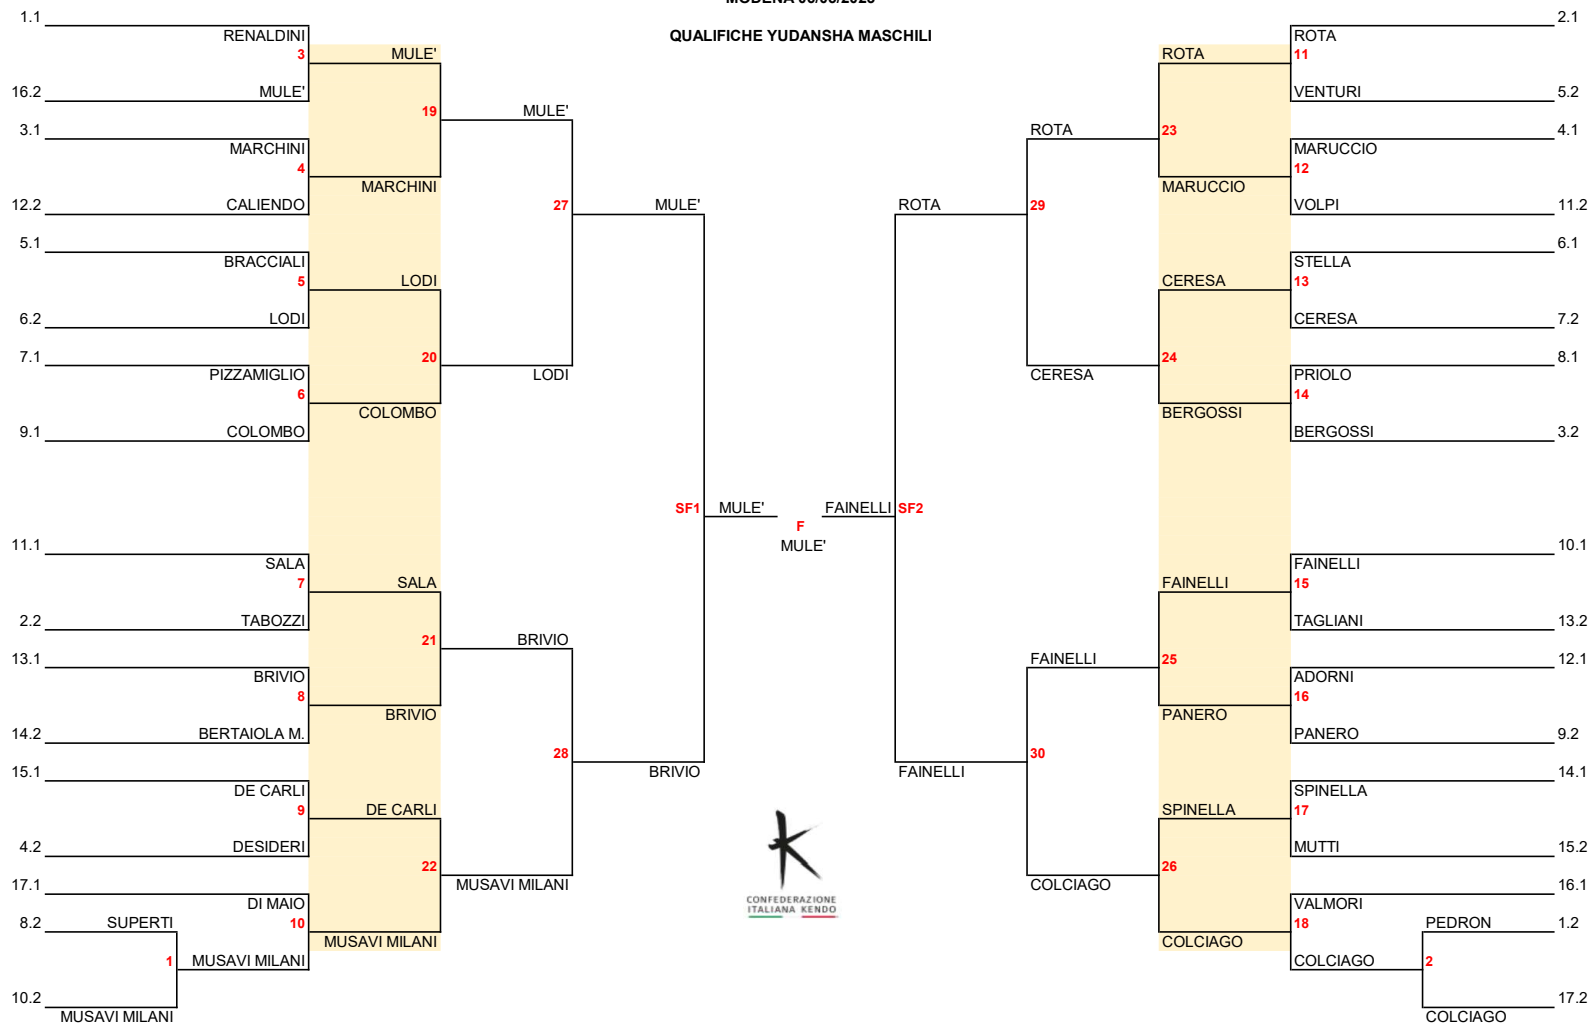 QUALIFICHE YUDANSHA MASCHILI
1.1
RENALDINI
3
MULE'
16.2
MULE'
19
MULE'
3.1
MARCHINI
4
MARCHINI
12.2
CALIENDO
27
MULE'
5.1
BRACCIALI
5
LODI
6.2
LODI
20
LODI
7.1
PIZZAMIGLIO
6
COLOMBO
9.1
COLOMBO
SF1
MULE'
F
MULE'
11.1
SALA
7
SALA
2.2
TABOZZI
21
BRIVIO
13.1
BRIVIO
8
BRIVIO
14.2
BERTAIOLA M.
28
BRIVIO
15.1
DE CARLI
9
DE CARLI
4.2
DESIDERI
22
MUSAVI MILANI
17.1
DI MAIO
10
MUSAVI MILANI
8.2
SUPERTI
1
MUSAVI MILANI
10.2
MUSAVI MILANI
2.1
ROTA
11
ROTA
VENTURI
5.2
ROTA
23
4.1
MARUCCIO
12
MARUCCIO
VOLPI
11.2
ROTA
29
6.1
STELLA
13
CERESA
CERESA
7.2
CERESA
24
8.1
PRIOLO
14
BERGOSSI
BERGOSSI
3.2
FAINELLI
SF2
10.1
FAINELLI
15
FAINELLI
TAGLIANI
13.2
FAINELLI
25
12.1
ADORNI
16
PANERO
PANERO
9.2
FAINELLI
30
14.1
SPINELLA
17
SPINELLA
MUTTI
15.2
COLCIAGO
26
16.1
VALMORI
18
COLCIAGO
PEDRON
1.2
COLCIAGO
2
17.2
COLCIAGO
CONFEDERAZIONE
ITALIANA KENDO